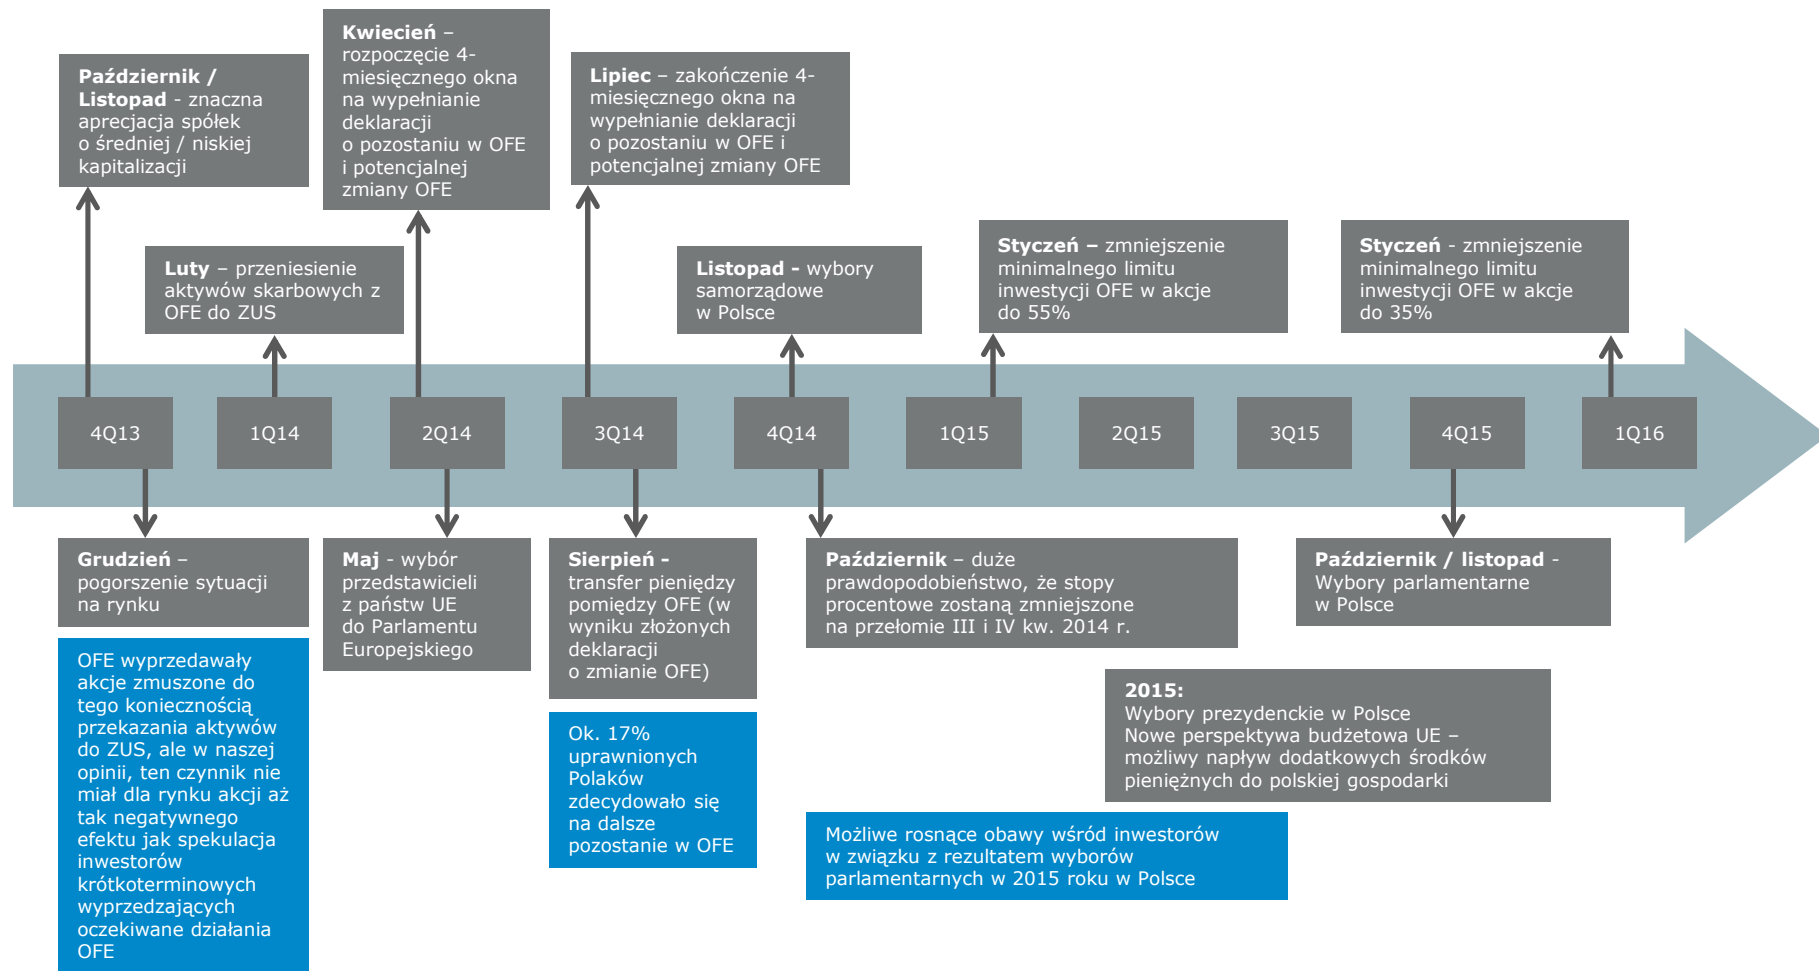 Październik /
Listopad - znaczna
aprecjacja spółek
o średniej / niskiej
kapitalizacji
Kwiecień –
rozpoczęcie 4-
miesięcznego okna
na wypełnianie
deklaracji
o pozostaniu w OFE
i potencjalnej
zmiany OFE
Lipiec – zakończenie 4-
miesięcznego okna na
wypełnianie deklaracji
o pozostaniu w OFE i
potencjalnej zmiany OFE
Luty – przeniesienie
aktywów skarbowych z
OFE do ZUS
Listopad - wybory
samorządowe
w Polsce
Styczeń – zmniejszenie
minimalnego limitu
inwestycji OFE w akcje
do 55%
Styczeń - zmniejszenie
minimalnego limitu
inwestycji OFE w akcje
do 35%
4Q13
1Q14
2Q14
3Q14
4Q14
1Q15
2Q15
3Q15
4Q15
1Q16
Grudzień –
pogorszenie sytuacji
na rynku
Maj - wybór
przedstawicieli
z państw UE
do Parlamentu
Europejskiego
Sierpień -
transfer pieniędzy
pomiędzy OFE (w
wyniku złożonych
deklaracji
o zmianie OFE)
Październik – duże
prawdopodobieństwo, że stopy
procentowe zostaną zmniejszone
na przełomie III i IV kw. 2014 r.
Październik / listopad -
Wybory parlamentarne
w Polsce
OFE wyprzedawały
akcje zmuszone do
tego koniecznością
przekazania aktywów
do ZUS, ale w naszej
opinii, ten czynnik nie
miał dla rynku akcji aż
tak negatywnego
efektu jak spekulacja
inwestorów
krótkoterminowych
wyprzedzających
oczekiwane działania
OFE
Ok. 17%
uprawnionych
Polaków
zdecydowało się
na dalsze
pozostanie w OFE
2015:
Wybory prezydenckie w Polsce
Nowe perspektywa budżetowa UE –
możliwy napływ dodatkowych środków
pieniężnych do polskiej gospodarki
Możliwe rosnące obawy wśród inwestorów
w związku z rezultatem wyborów
parlamentarnych w 2015 roku w Polsce